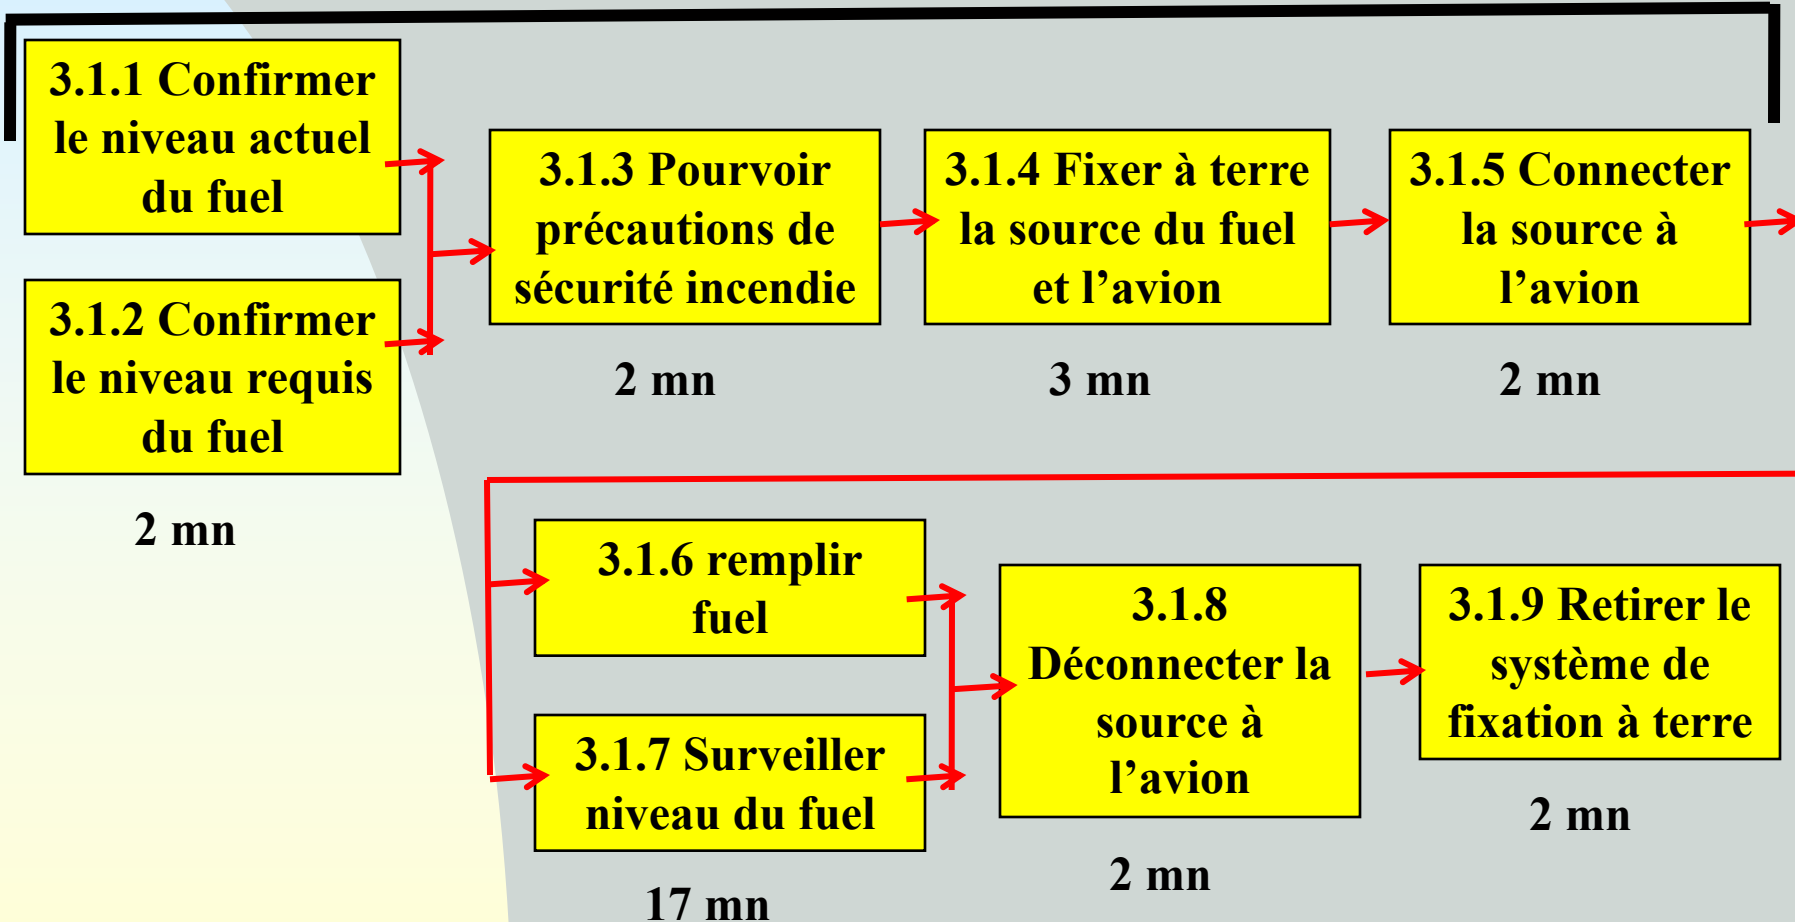 3.1.1 Confirmer
le niveau actuel
du fuel
3.1.2 Confirmer
le niveau requis
du fuel
2 mn
3.1.3 Pourvoir
précautions de
sécurité incendie
2 mn
3.1.4 Fixer à terre
la source du fuel
et l’avion
3 mn
3.1.5 Connecter
la source à
l’avion
2 mn
3.1.6 remplir
fuel
3.1.7 Surveiller
niveau du fuel
17 mn
3.1.8
Déconnecter la
source à
l’avion
2 mn
3.1.9 Retirer le
système de
fixation à terre
2 mn